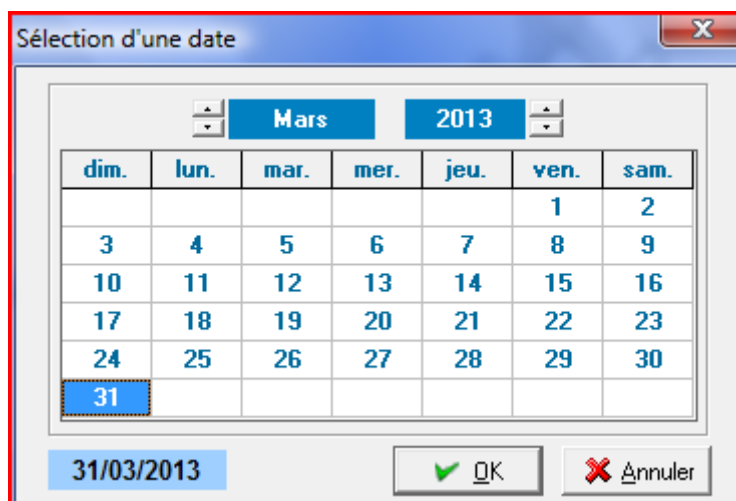 Sélection d'une date
Mars 2013
dim. lun. mar. mer. jeu. ven. sam.
1 2
3 4 5 6 7 8 9
10 11 12 13 14 15 16
17 18 19 20 21 22 23
24 25 26 27 28 29 30
31
31/03/2013 OK Annuler